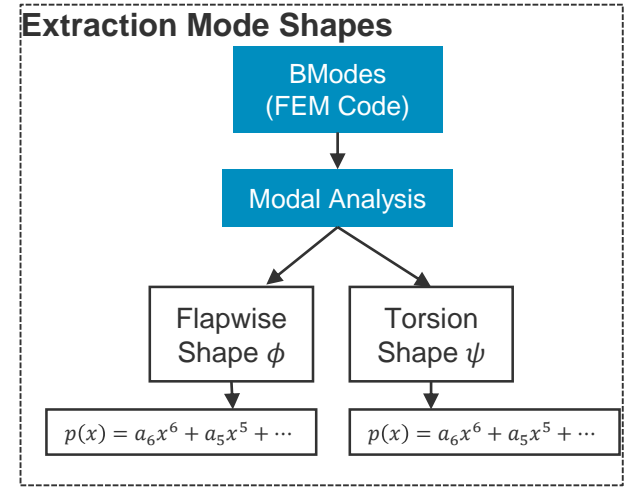 Extraction Mode Shapes
BModes
(FEM Code)
Modal Analysis
Flapwise
Shape 𝜙
Torsion
Shape 𝜓
𝑝(𝑥) = 𝑎₆𝑥⁶ + 𝑎₅𝑥⁵ + ⋯
𝑝(𝑥) = 𝑎₆𝑥⁶ + 𝑎₅𝑥⁵ + ⋯